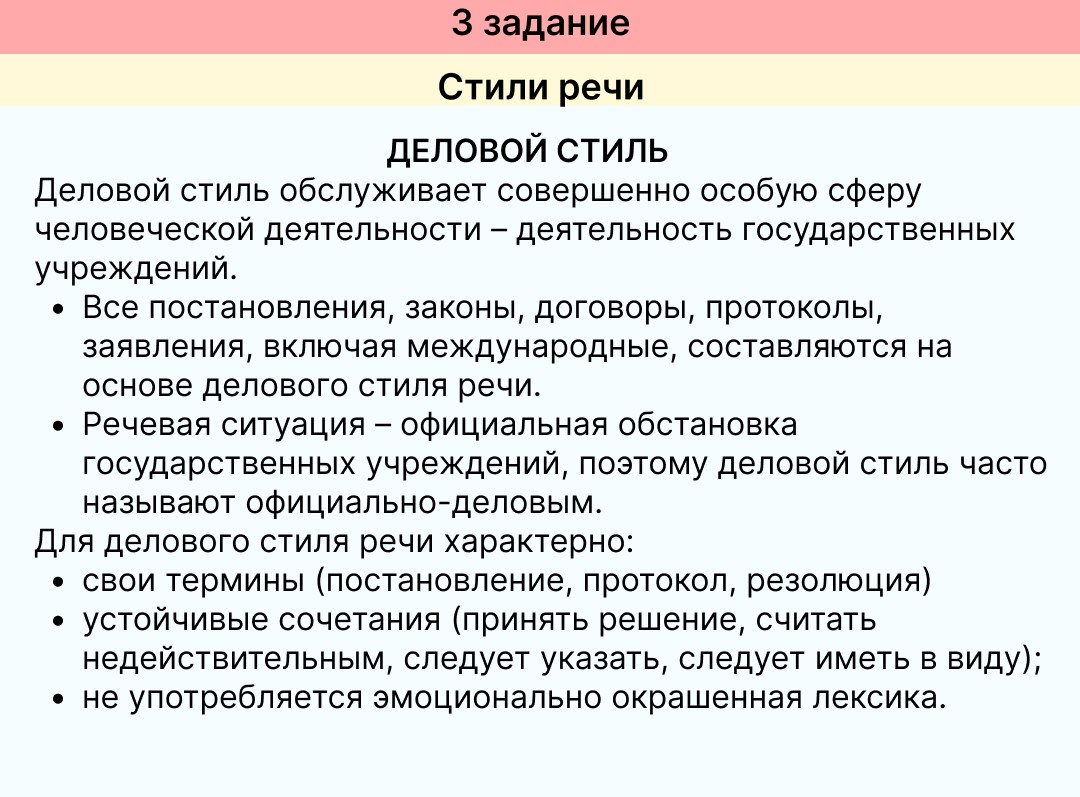 3 задание
Стили речи
ДЕЛОВОЙ СТИЛЬ
Деловой стиль обслуживает совершенно особую сферу
человеческой деятельности – деятельность государственных
учреждений.
• Все постановления, законы, договоры, протоколы,
заявления, включая международные, составляются на
основе делового стиля речи.
• Речевая ситуация – официальная обстановка
государственных учреждений, поэтому деловой стиль часто
называют официально-деловым.
Для делового стиля речи характерно:
• свои термины (постановление, протокол, резолюция)
• устойчивые сочетания (принять решение, считать
недействительным, следует указать, следует иметь в виду);
• не употребляется эмоционально окрашенная лексика.